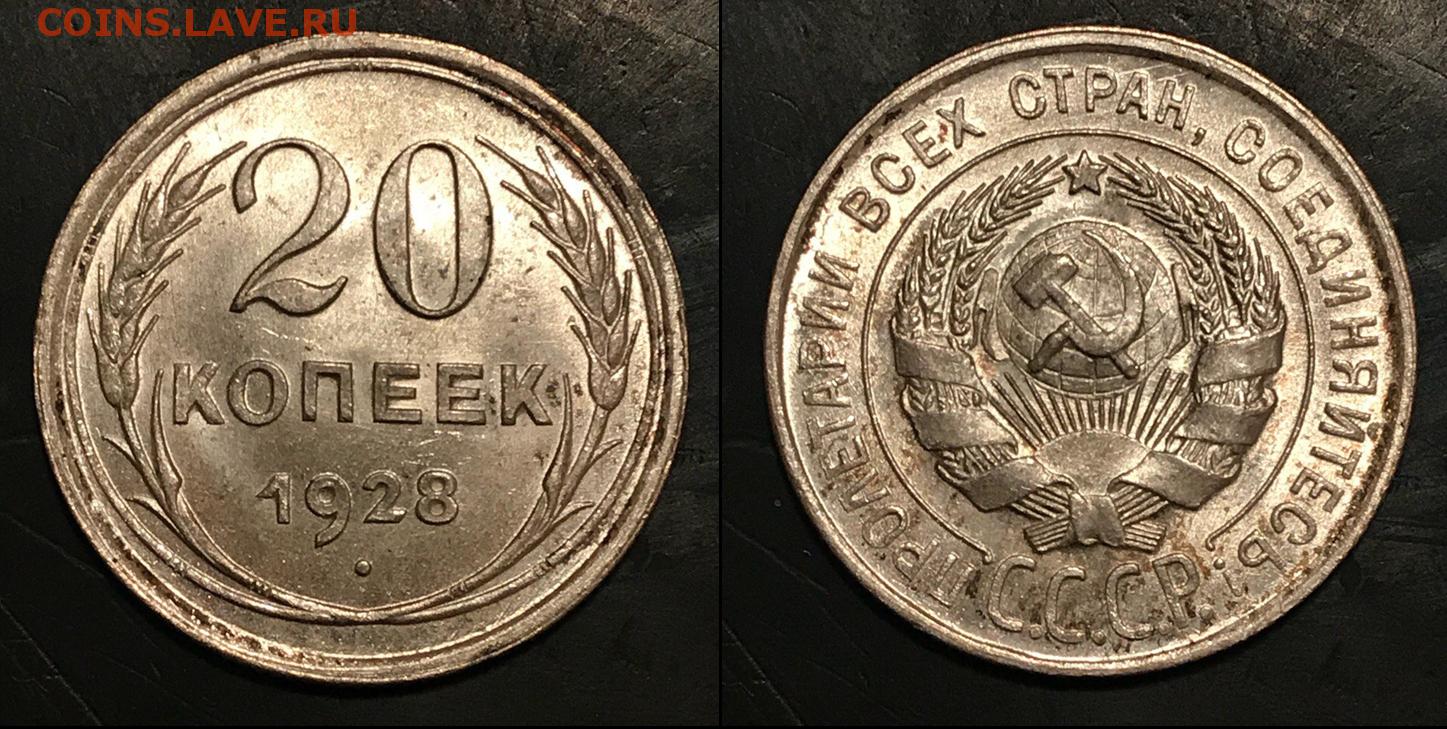 COINS.LAVE.RU
20
КОПЕЕК
1928
ПРОЛЕТАРИИ ВСЕХ СТРАН, СОЕДИНЯЙТЕСЬ!
С.С.С.Р.